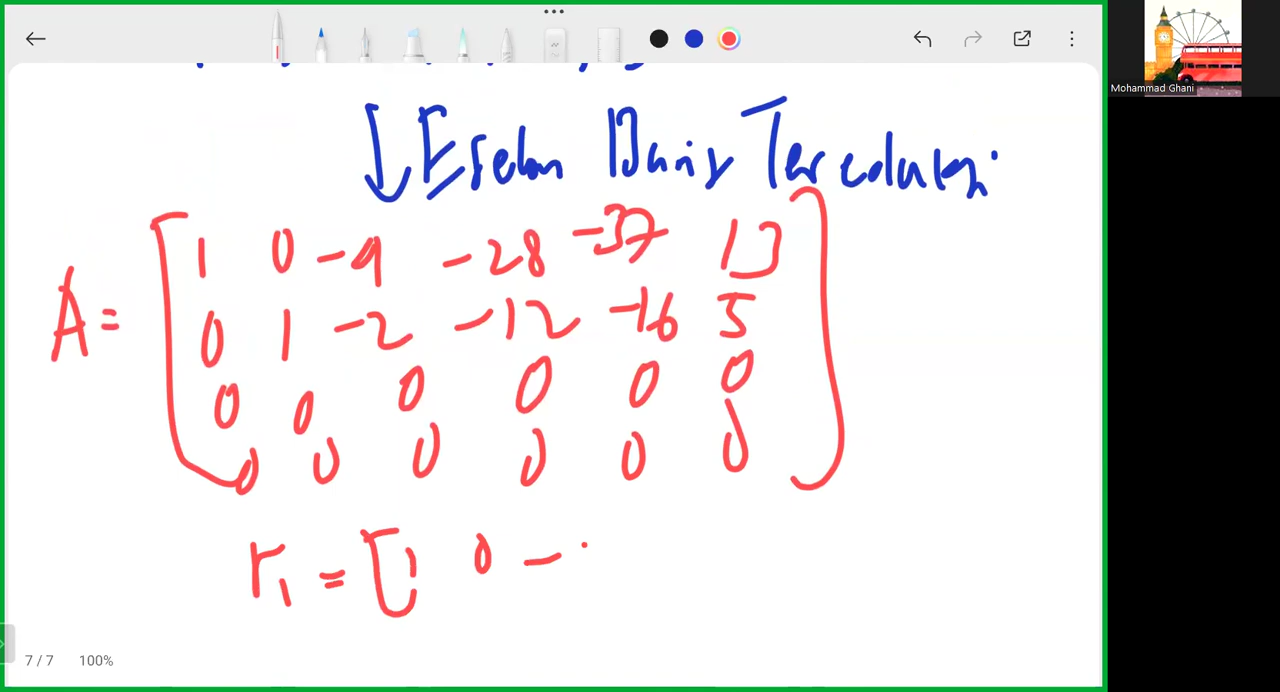 Mohammad Ghani
↓ Eselon Baris Tereduksi
A = [ 1 0 -4 -28 -37 13
0 1 -2 -12 -16 5
0 0 0 0 0 0
0 0 0 0 0 0 ]
r₁ = [ 1 0 -
7 / 7 100%